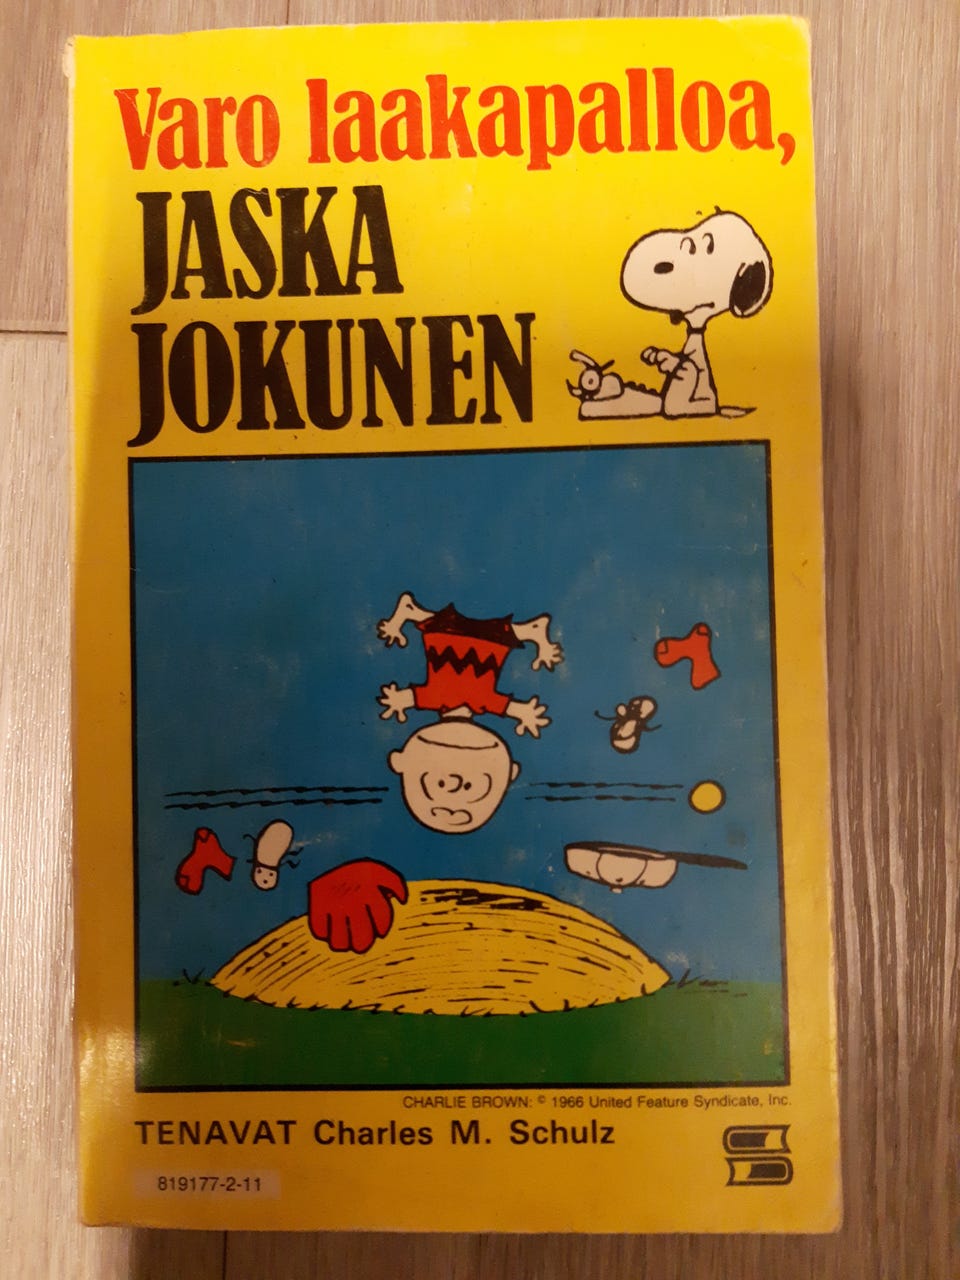 Varo laakapalloa,
JASKA
JOKUNEN
CHARLIE BROWN: © 1966 United Feature Syndicate, Inc.
TENAVAT Charles M. Schulz
819177-2-11